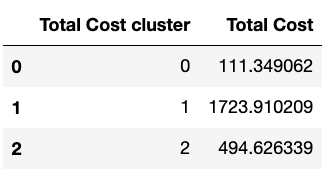 Total Cost cluster Total Cost
0 0 111.349062
1 1 1723.910209
2 2 494.626339